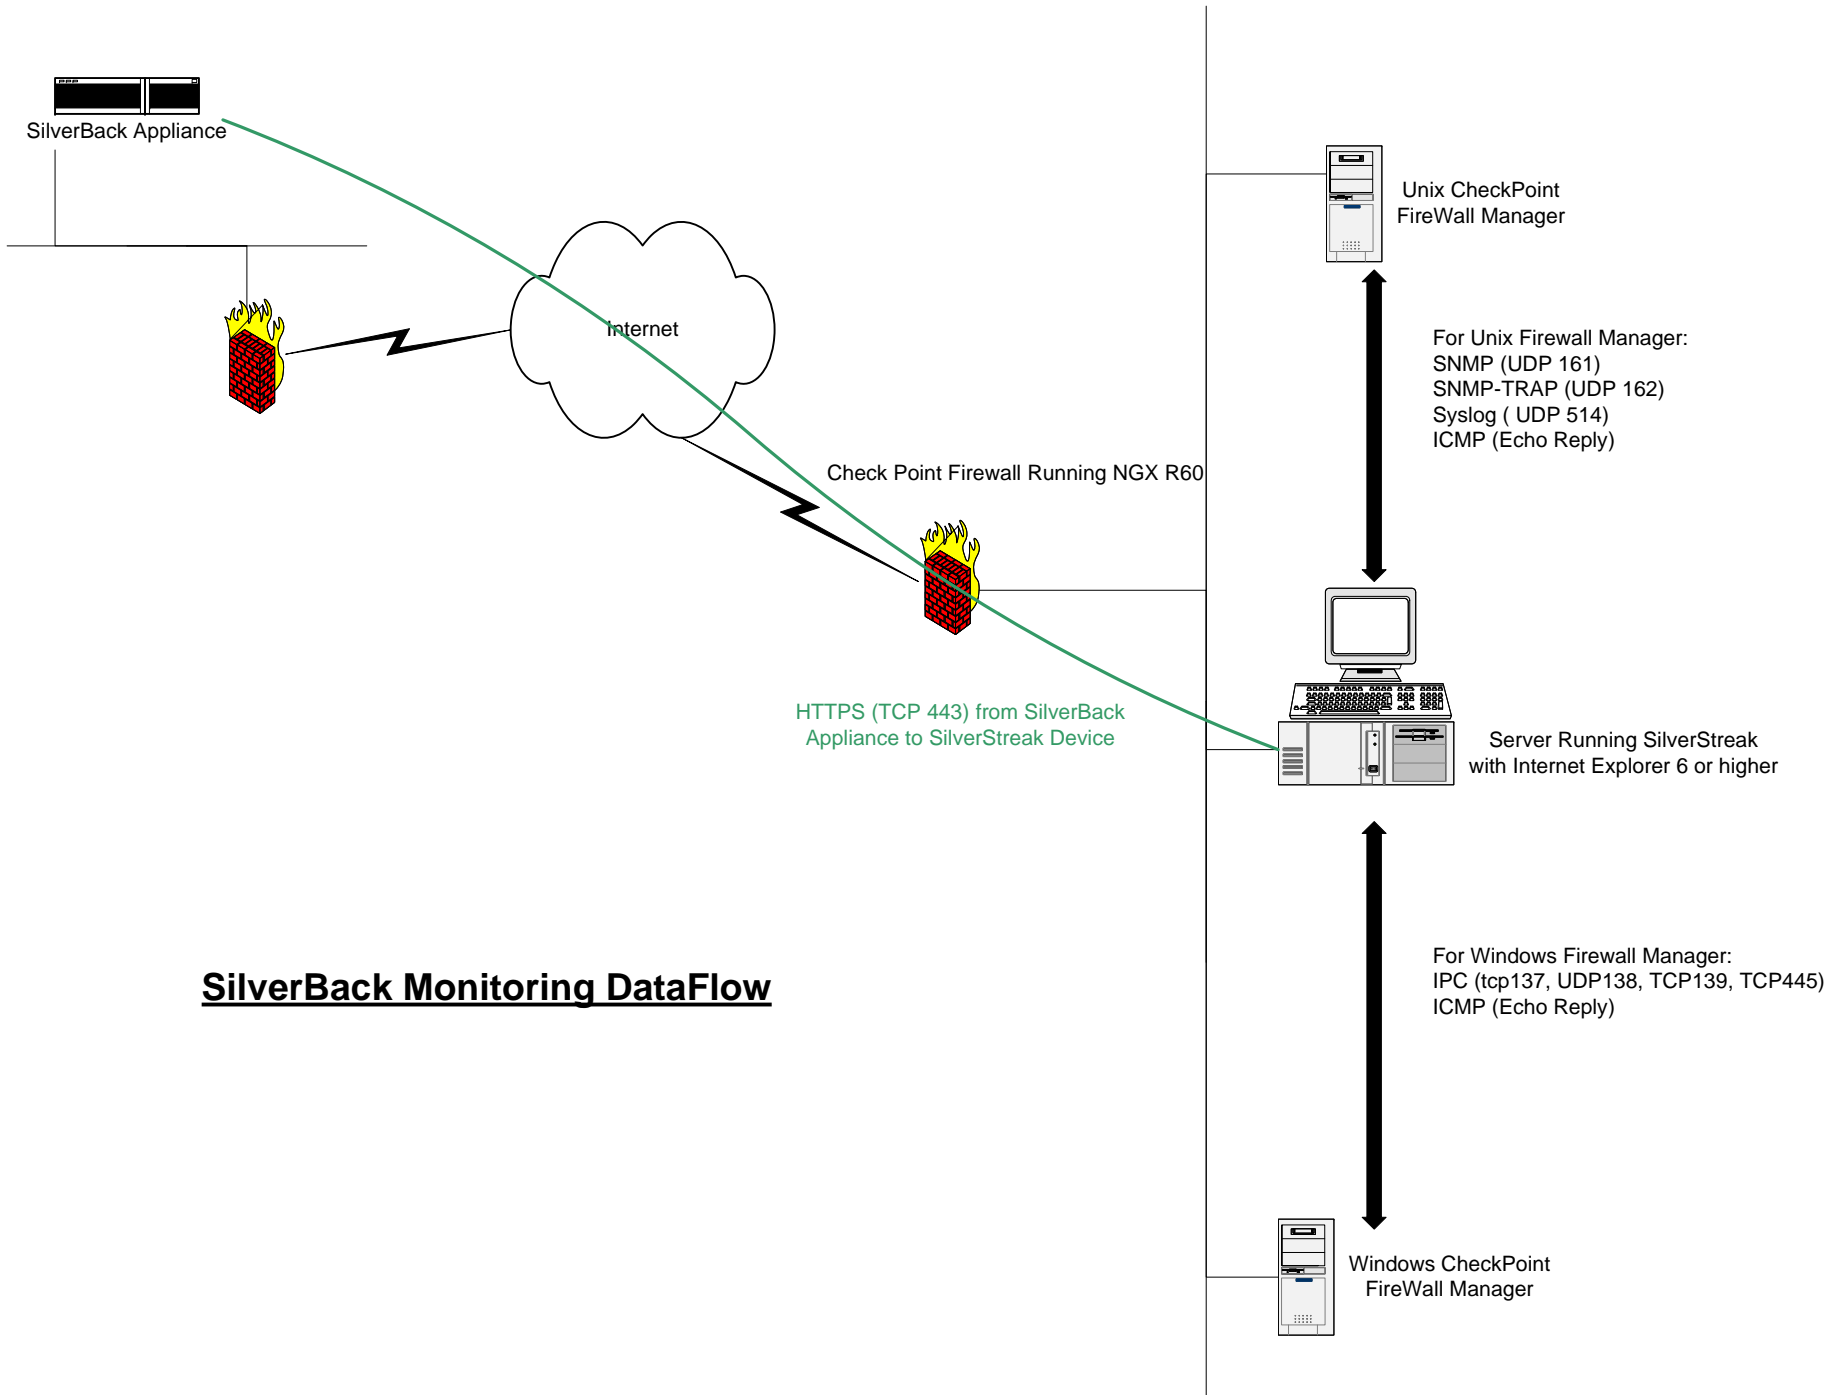 SilverBack Appliance
Unix CheckPoint
FireWall Manager
Internet
For Unix Firewall Manager:
SNMP (UDP 161)
SNMP-TRAP (UDP 162)
Syslog ( UDP 514)
ICMP (Echo Reply)
Check Point Firewall Running NGX R60
HTTPS (TCP 443) from SilverBack
Appliance to SilverStreak Device
Server Running SilverStreak
with Internet Explorer 6 or higher
SilverBack Monitoring DataFlow
For Windows Firewall Manager:
IPC (tcp137, UDP138, TCP139, TCP445)
ICMP (Echo Reply)
Windows CheckPoint
FireWall Manager